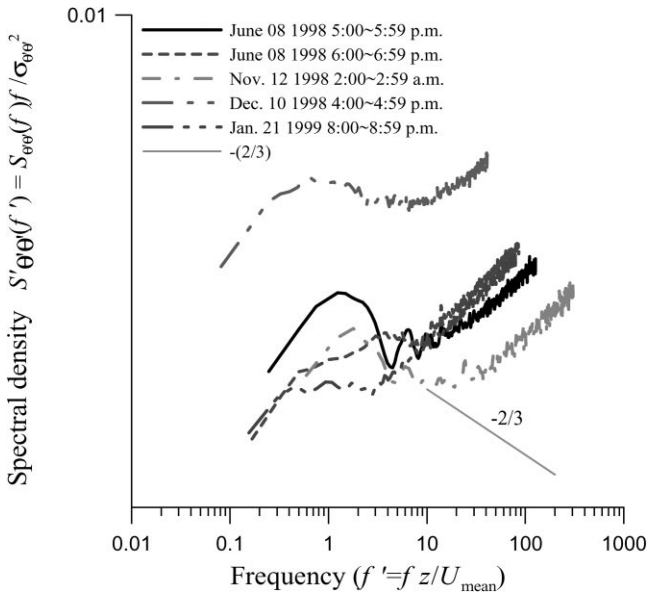 0.01
June 08 1998 5:00~5:59 p.m.
June 08 1998 6:00~6:59 p.m.
Nov. 12 1998 2:00~2:59 a.m.
Dec. 10 1998 4:00~4:59 p.m.
Jan. 21 1999 8:00~8:59 p.m.
-(2/3)
Spectral density S'θ'θ'(f ') = Sθθ(f )f /σθ'θ'²
-2/3
0.01 0.1 1 10 100 1000
Frequency (f '=f z/Umean)